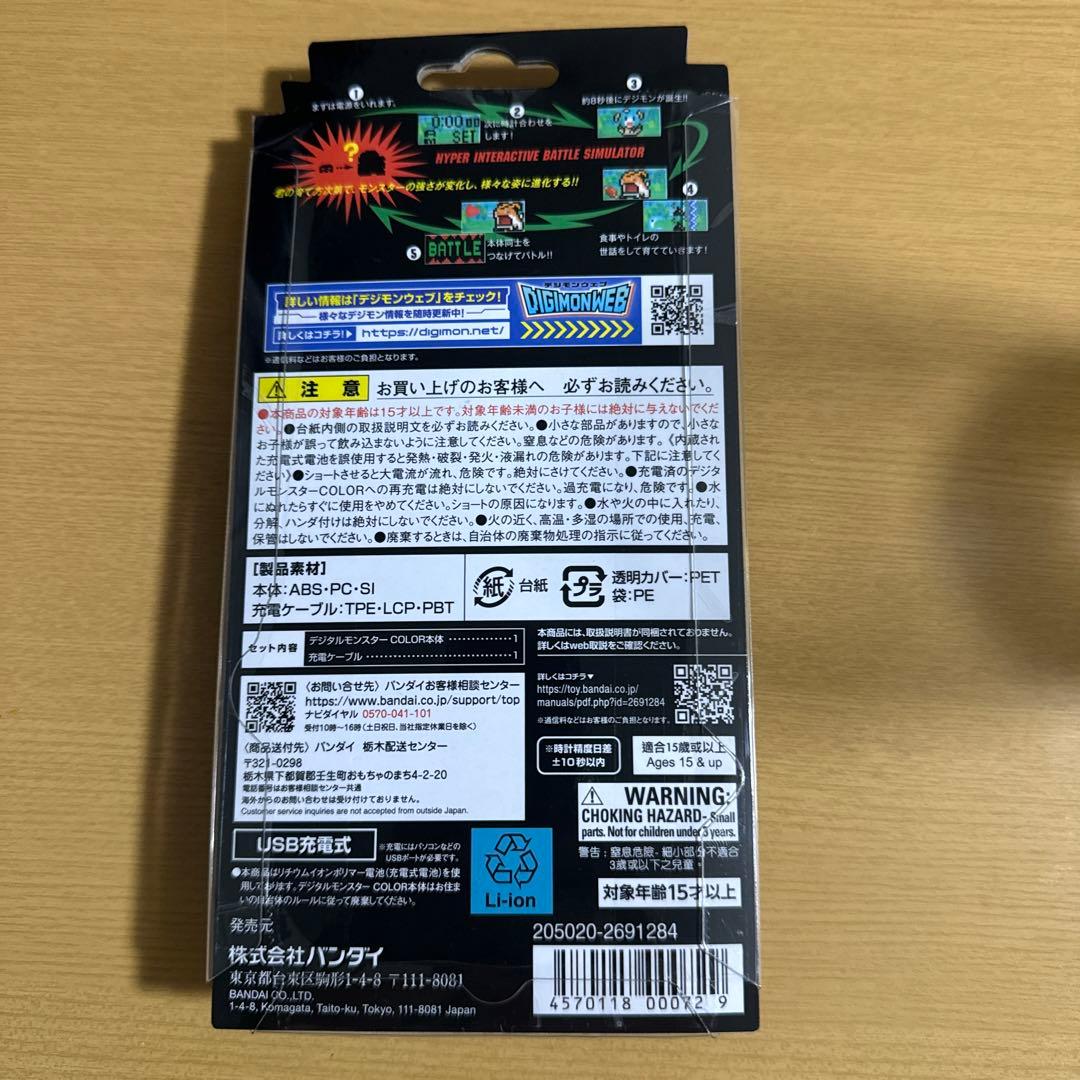 ①
まずは電源をいれます。
②
0:00 00
SET
次に時計合わせを
します!
③
約8秒後にデジモンが誕生!!
?
HYPER INTERACTIVE BATTLE SIMULATOR
君の育て方次第で、モンスターの強さが変化し、様々な姿に進化する!!
④
食事やトイレの
世話をして育てていきます!
⑤
BATTLE
本体同士を
つなげてバトル!!
詳しい情報は「デジモンウェブ」をチェック!
様々なデジモン情報を随時更新中!
詳しくはコチラ!▶ https://digimon.net/
デジモンウェブ
DIGIMONWEB
※通信料などはお客様のご負担となります。
⚠ 注 意 お買い上げのお客様へ 必ずお読みください。
●本商品の対象年齢は15才以上です。対象年齢未満のお子様には絶対に与えないでくだ
さい。●台紙内側の取扱説明文を必ずお読みください。●小さな部品がありますので、小さな
お子様が誤って飲み込まないように注意してください。窒息などの危険があります。《内蔵され
た充電式電池を誤使用すると発熱・破裂・発火・液漏れの危険があります。下記に注意してく
ださい》●ショートさせると大電流が流れ、危険です。絶対にさけてください。●充電済のデジタ
ルモンスターCOLORへの再充電は絶対にしないでください。過充電になり、危険です。●水
にぬれたらすぐに使用をやめてください。ショートの原因になります。●水や火の中に入れたり、
分解、ハンダ付けは絶対にしないでください。●火の近く、高温・多湿の場所での使用、充電、
保管はしないでください。●廃棄するときは、自治体の廃棄物処理の指示に従ってください。
[製品素材]
本体:ABS・PC・SI
充電ケーブル:TPE・LCP・PBT
紙 台紙
プラ 透明カバー:PET
袋:PE
セット内容
デジタルモンスター COLOR本体 ・・・・・・・・・・・・・ 1
充電ケーブル ・・・・・・・・・・・・・・・・・・・・・・・・・ 1
本商品には、取扱説明書が同梱されておりません。
詳しくはweb取説をご確認ください。
〈お問い合せ先〉バンダイお客様相談センター
https://www.bandai.co.jp/support/top
ナビダイヤル 0570-041-101
受付10時〜16時(土日祝日、当社指定休業日を除く)
〈商品送付先〉バンダイ 栃木配送センター
〒321-0298
栃木県下都賀郡壬生町おもちゃのまち4-2-20
電話番号はお客様相談センター共通
海外からのお問い合わせは受け付けておりません。
Customer service inquiries are not accepted from outside Japan.
詳しくはコチラ▼
https://toy.bandai.co.jp/
manuals/pdf.php?id=2691284
※通信料などはお客様のご負担となります。
※時計精度日差
±10秒以内
適合15歳或以上
Ages 15 & up
⚠ WARNING:
CHOKING HAZARD- Small
parts. Not for children under 3 years.
警告:窒息危險-細小部分不適合
3歲或以下之兒童。
対象年齢15才以上
USB充電式
※充電にはパソコンなどの
USBポートが必要です。
●本商品はリチウムイオンポリマー電池(充電式電池)を使
用しております。デジタルモンスター COLOR本体はお住ま
いの自治体のルールに従って廃棄してください。
Li-ion
発売元
株式会社バンダイ
東京都台東区駒形1-4-8 〒111-8081
BANDAI CO.,LTD.
1-4-8, Komagata, Taito-ku, Tokyo, 111-8081 Japan
205020-2691284
4570118 000729